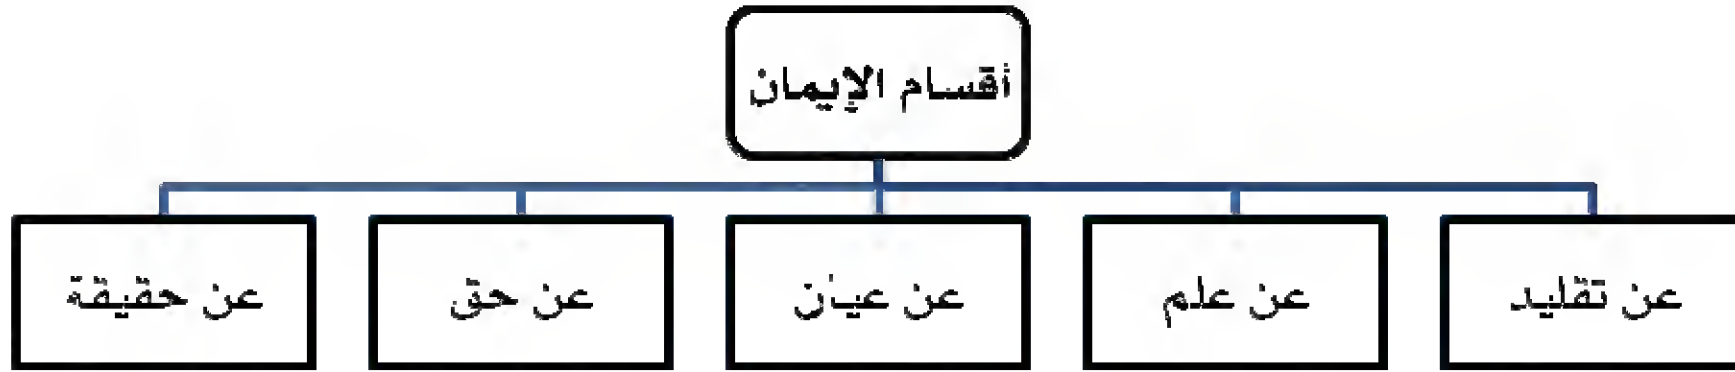 أقسام الإيمان
عن تقليد
عن علم
عن عيان
عن حق
عن حقيقة